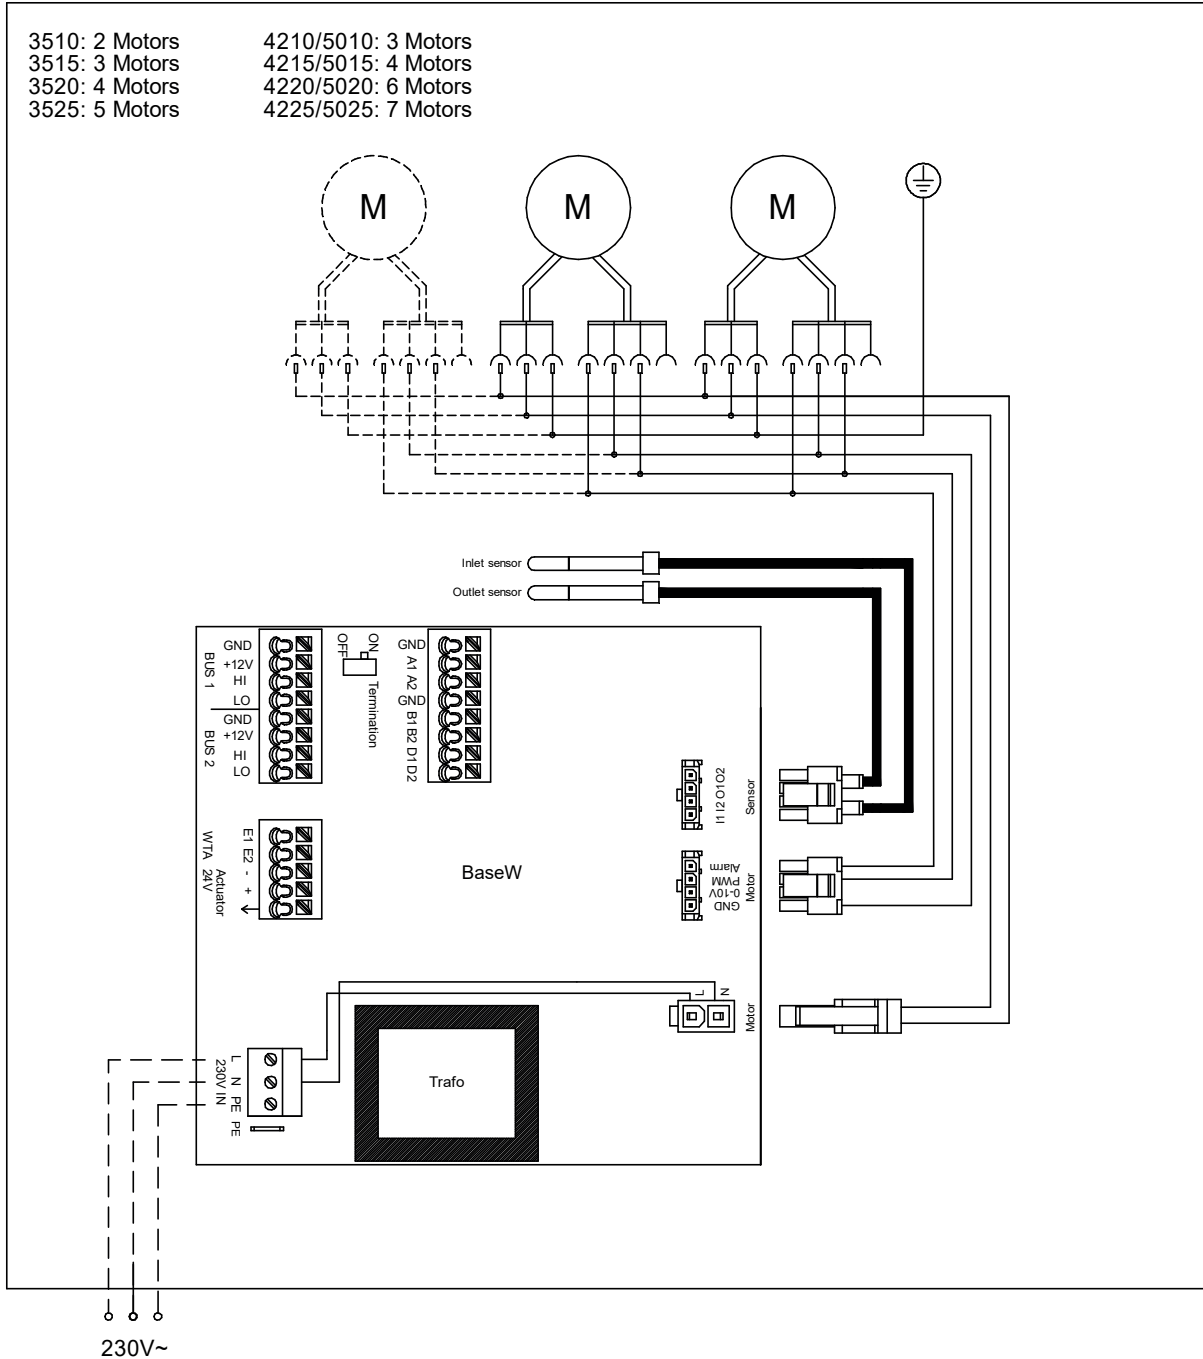 3510: 2 Motors
3515: 3 Motors
3520: 4 Motors
3525: 5 Motors
4210/5010: 3 Motors
4215/5015: 4 Motors
4220/5020: 6 Motors
4225/5025: 7 Motors
M
M
M
Inlet sensor
Outlet sensor
BUS 1
GND
+12V
HI
LO
BUS 2
GND
+12V
HI
LO
ON
OFF
Termination
GND
A1 A2
GND
B1 B2 D1 D2
I1 I2 O1 O2
Sensor
WTA
E1 E2 - +
Actuator
24V
BaseW
Alarm
PWM
0-10V
GND
Motor
L N
Motor
L N PE
230V IN
PE
Trafo
230V~